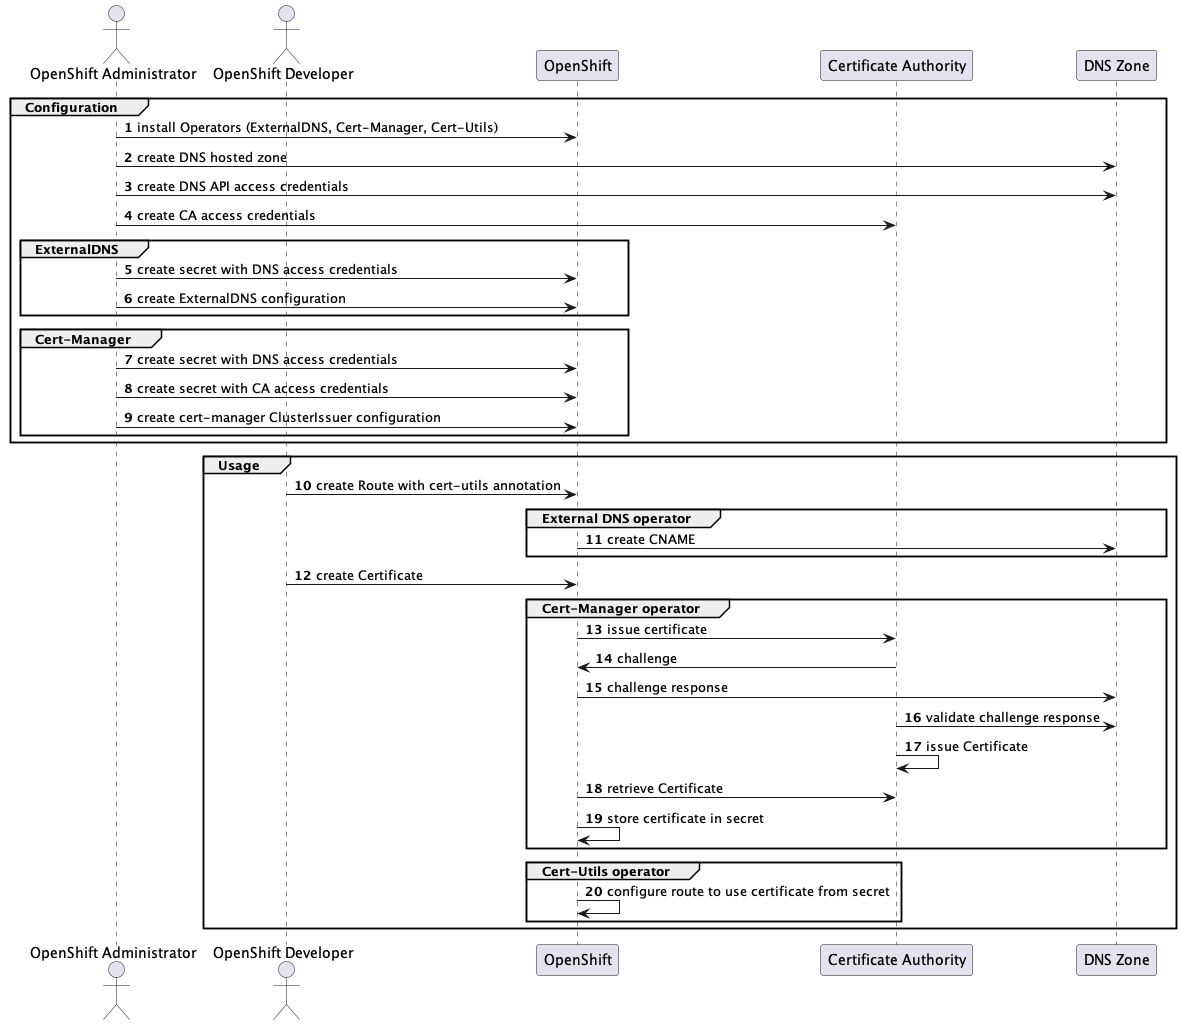 OpenShift Administrator
OpenShift Developer
OpenShift
Certificate Authority
DNS Zone
Configuration
1 install Operators (ExternalDNS, Cert-Manager, Cert-Utils)
2 create DNS hosted zone
3 create DNS API access credentials
4 create CA access credentials
ExternalDNS
5 create secret with DNS access credentials
6 create ExternalDNS configuration
Cert-Manager
7 create secret with DNS access credentials
8 create secret with CA access credentials
9 create cert-manager ClusterIssuer configuration
Usage
10 create Route with cert-utils annotation
External DNS operator
11 create CNAME
12 create Certificate
Cert-Manager operator
13 issue certificate
14 challenge
15 challenge response
16 validate challenge response
17 issue Certificate
18 retrieve Certificate
19 store certificate in secret
Cert-Utils operator
20 configure route to use certificate from secret
OpenShift Administrator
OpenShift Developer
OpenShift
Certificate Authority
DNS Zone